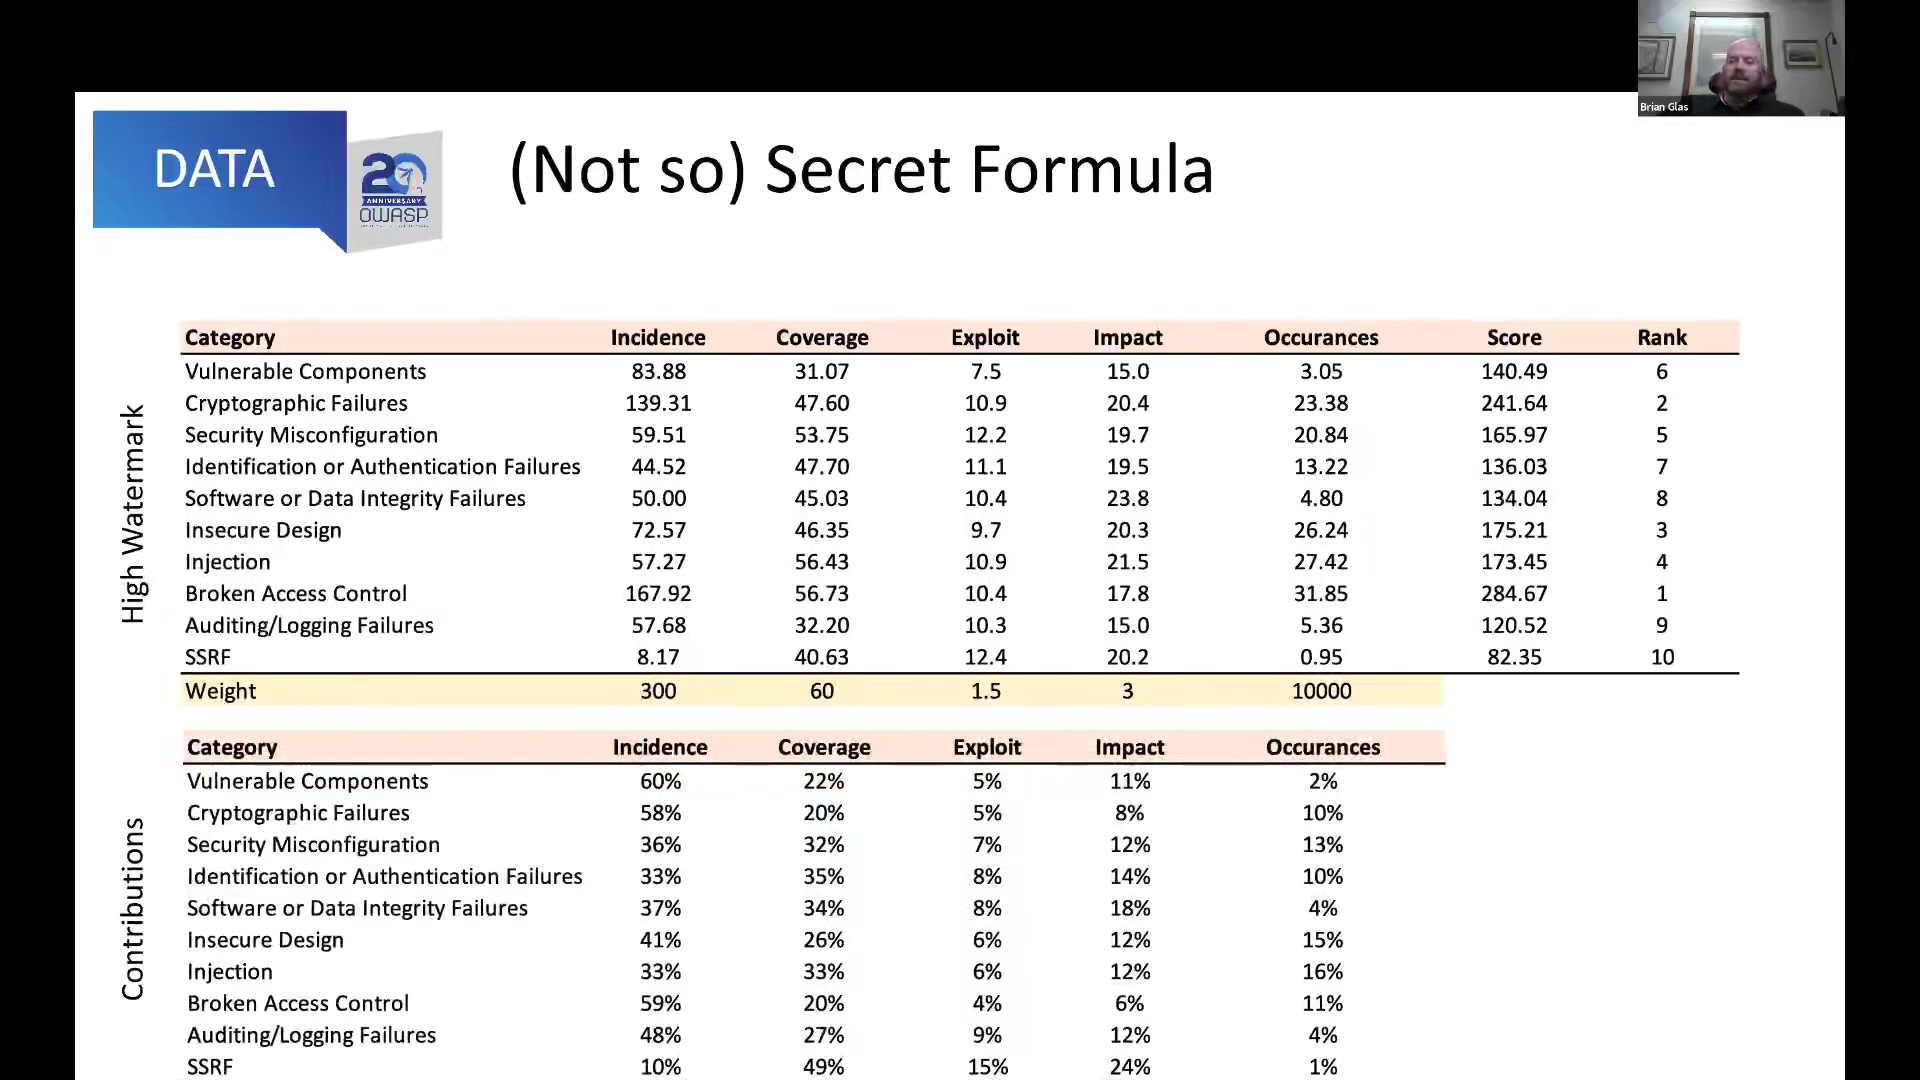 Brian Glas
DATA
20
ANNIVERSARY
OWASP
(Not so) Secret Formula
High Watermark
Category Incidence Coverage Exploit Impact Occurances Score Rank
Vulnerable Components 83.88 31.07 7.5 15.0 3.05 140.49 6
Cryptographic Failures 139.31 47.60 10.9 20.4 23.38 241.64 2
Security Misconfiguration 59.51 53.75 12.2 19.7 20.84 165.97 5
Identification or Authentication Failures 44.52 47.70 11.1 19.5 13.22 136.03 7
Software or Data Integrity Failures 50.00 45.03 10.4 23.8 4.80 134.04 8
Insecure Design 72.57 46.35 9.7 20.3 26.24 175.21 3
Injection 57.27 56.43 10.9 21.5 27.42 173.45 4
Broken Access Control 167.92 56.73 10.4 17.8 31.85 284.67 1
Auditing/Logging Failures 57.68 32.20 10.3 15.0 5.36 120.52 9
SSRF 8.17 40.63 12.4 20.2 0.95 82.35 10
Weight 300 60 1.5 3 10000
Contributions
Category Incidence Coverage Exploit Impact Occurances
Vulnerable Components 60% 22% 5% 11% 2%
Cryptographic Failures 58% 20% 5% 8% 10%
Security Misconfiguration 36% 32% 7% 12% 13%
Identification or Authentication Failures 33% 35% 8% 14% 10%
Software or Data Integrity Failures 37% 34% 8% 18% 4%
Insecure Design 41% 26% 6% 12% 15%
Injection 33% 33% 6% 12% 16%
Broken Access Control 59% 20% 4% 6% 11%
Auditing/Logging Failures 48% 27% 9% 12% 4%
SSRF 10% 49% 15% 24% 1%